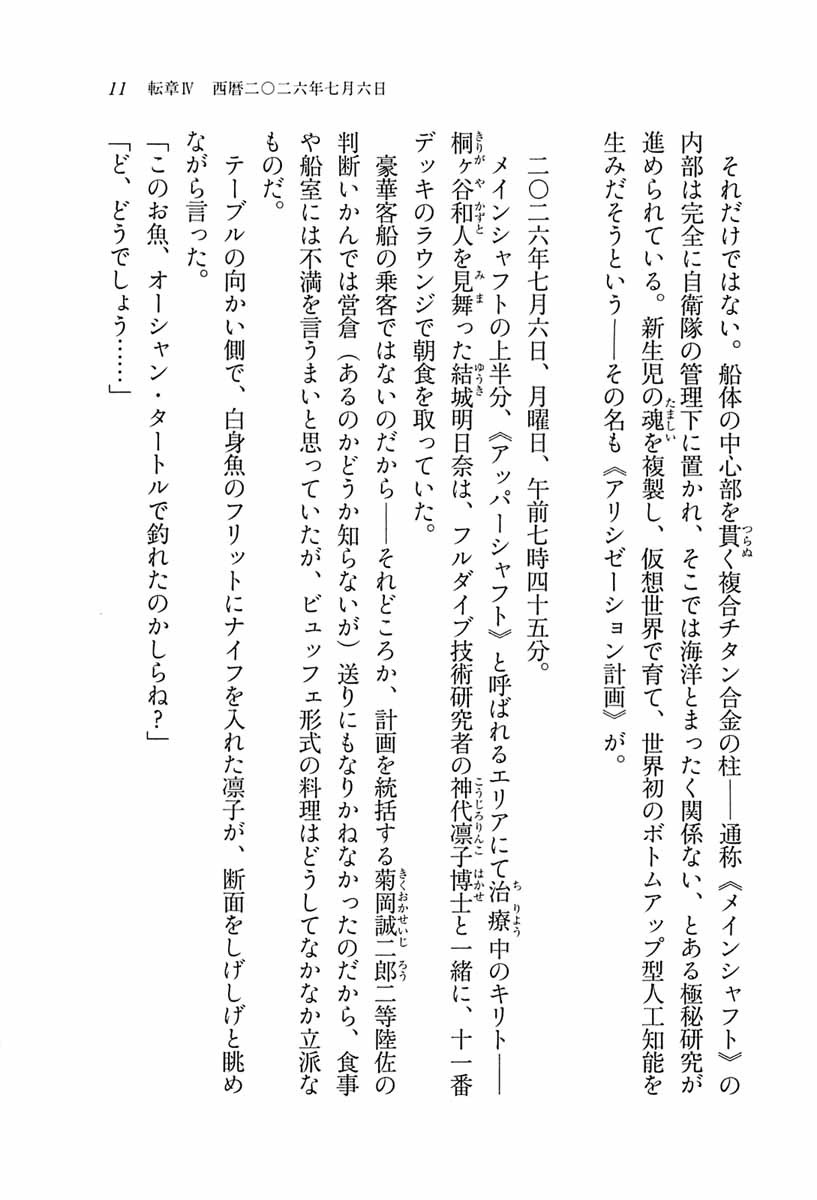 11　転章Ⅳ　西暦二〇二六年七月六日
　それだけではない。船体の中心部を貫く複合チタン合金の柱――通称《メインシャフト》の
内部は完全に自衛隊の管理下に置かれ、そこでは海洋とまったく関係ない、とある極秘研究が
進められている。新生児の魂を複製し、仮想世界で育て、世界初のボトムアップ型人工知能を
生みだそうという――その名も《アリシゼーション計画》が。
　二〇二六年七月六日、月曜日、午前七時四十五分。
　メインシャフトの上半分、《アッパーシャフト》と呼ばれるエリアにて治療中のキリト――
桐ヶ谷和人を見舞った結城明日奈は、フルダイブ技術研究者の神代凛子博士と一緒に、十一番
デッキのラウンジで朝食を取っていた。
　豪華客船の乗客ではないのだから――それどころか、計画を統括する菊岡誠二郎二等陸佐の
判断いかんでは営倉（あるのかどうか知らないが）送りにもなりかねなかったのだから、食事
や船室には不満を言うまいと思っていたが、ビュッフェ形式の料理はどうしてなかなか立派な
ものだ。
　テーブルの向かい側で、白身魚のフリットにナイフを入れた凛子が、断面をしげしげと眺め
ながら言った。
「このお魚、オーシャン・タートルで釣れたのかしらね？」
「ど、どうでしょう……」